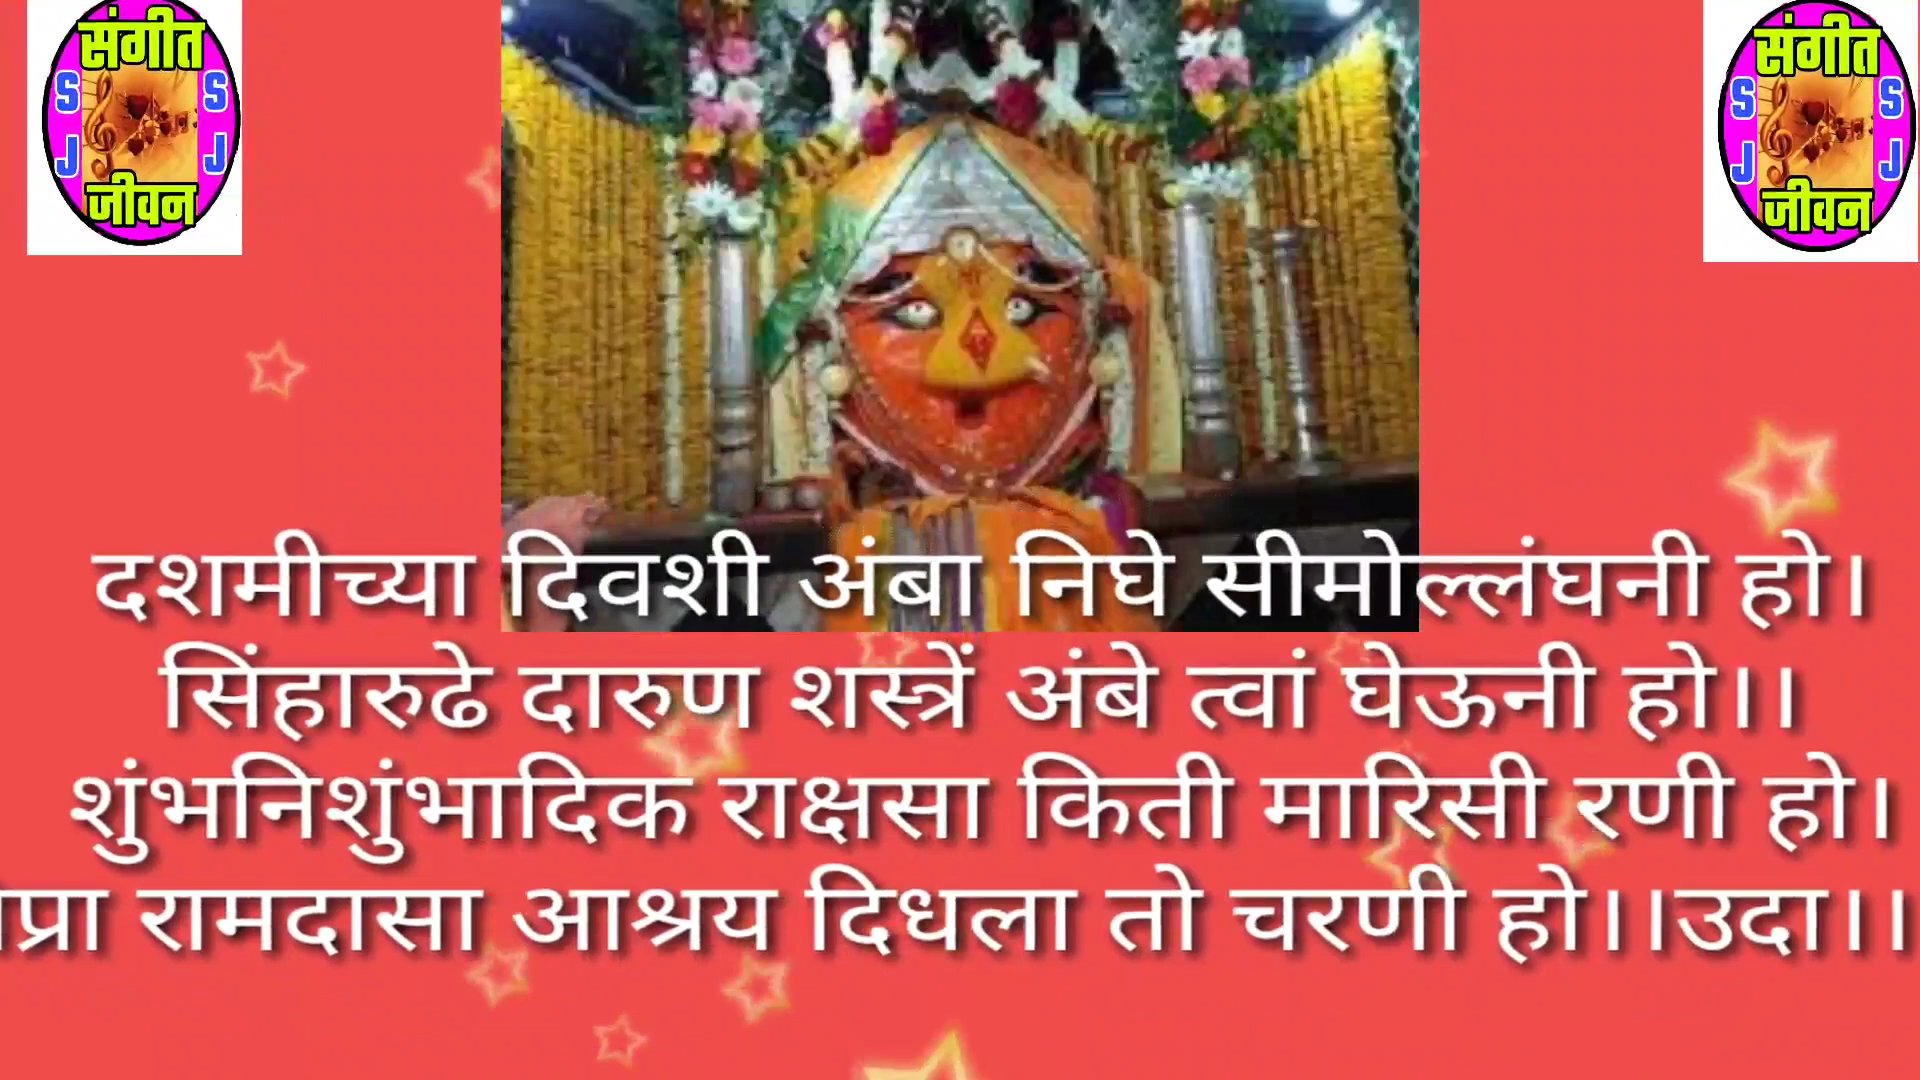 संगीत
S S
J J
जीवन
संगीत
S S
J J
जीवन
दशमीच्या दिवशी अंबा निघे सीमोल्लंघनी हो।
सिंहारुढे दारुण शस्त्रें अंबे त्वां घेऊनी हो।।
शुंभनिशुंभादिक राक्षसा किती मारिसी रणी हो।
रामदासा आश्रय दिधला तो चरणी हो।।उदा।।